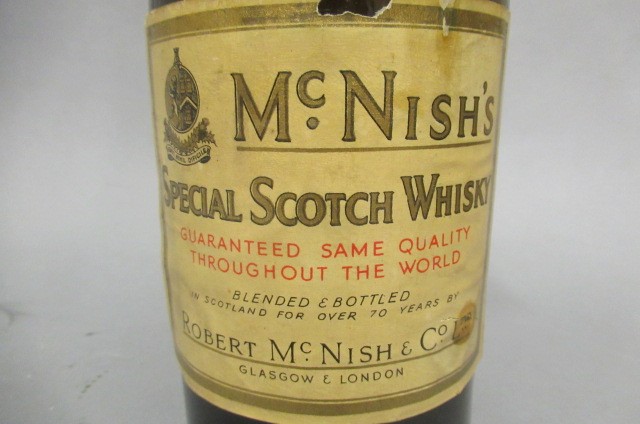 McNISH'S
SPECIAL SCOTCH WHISKY
GUARANTEED SAME QUALITY
THROUGHOUT THE WORLD
BLENDED & BOTTLED
IN SCOTLAND FOR OVER 70 YEARS BY
ROBERT McNISH & Co. LTD.
GLASGOW & LONDON